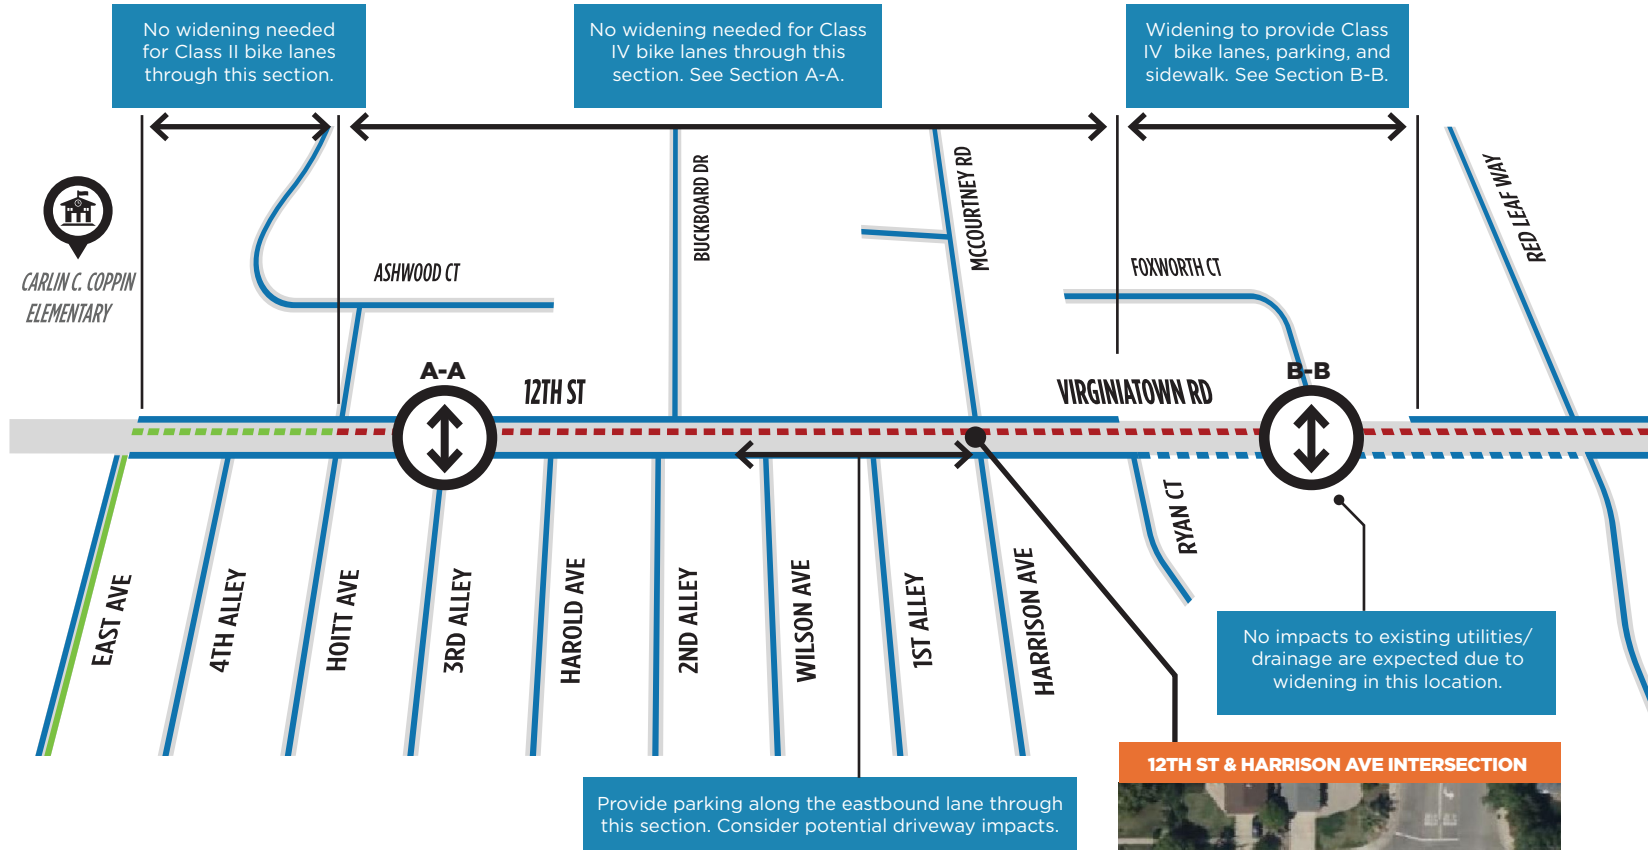 No widening needed
for Class II bike lanes
through this section.
No widening needed for Class
IV bike lanes through this
section. See Section A-A.
Widening to provide Class
IV bike lanes, parking, and
sidewalk. See Section B-B.
CARLIN C. COPPIN
ELEMENTARY
ASHWOOD CT
BUCKBOARD DR
MCCOURTNEY RD
FOXWORTH CT
RED LEAF WAY
A-A
12TH ST
VIRGINIATOWN RD
B-B
EAST AVE
4TH ALLEY
HOITT AVE
3RD ALLEY
HAROLD AVE
2ND ALLEY
WILSON AVE
1ST ALLEY
HARRISON AVE
RYAN CT
No impacts to existing utilities/
drainage are expected due to
widening in this location.
Provide parking along the eastbound lane through
this section. Consider potential driveway impacts.
12TH ST & HARRISON AVE INTERSECTION